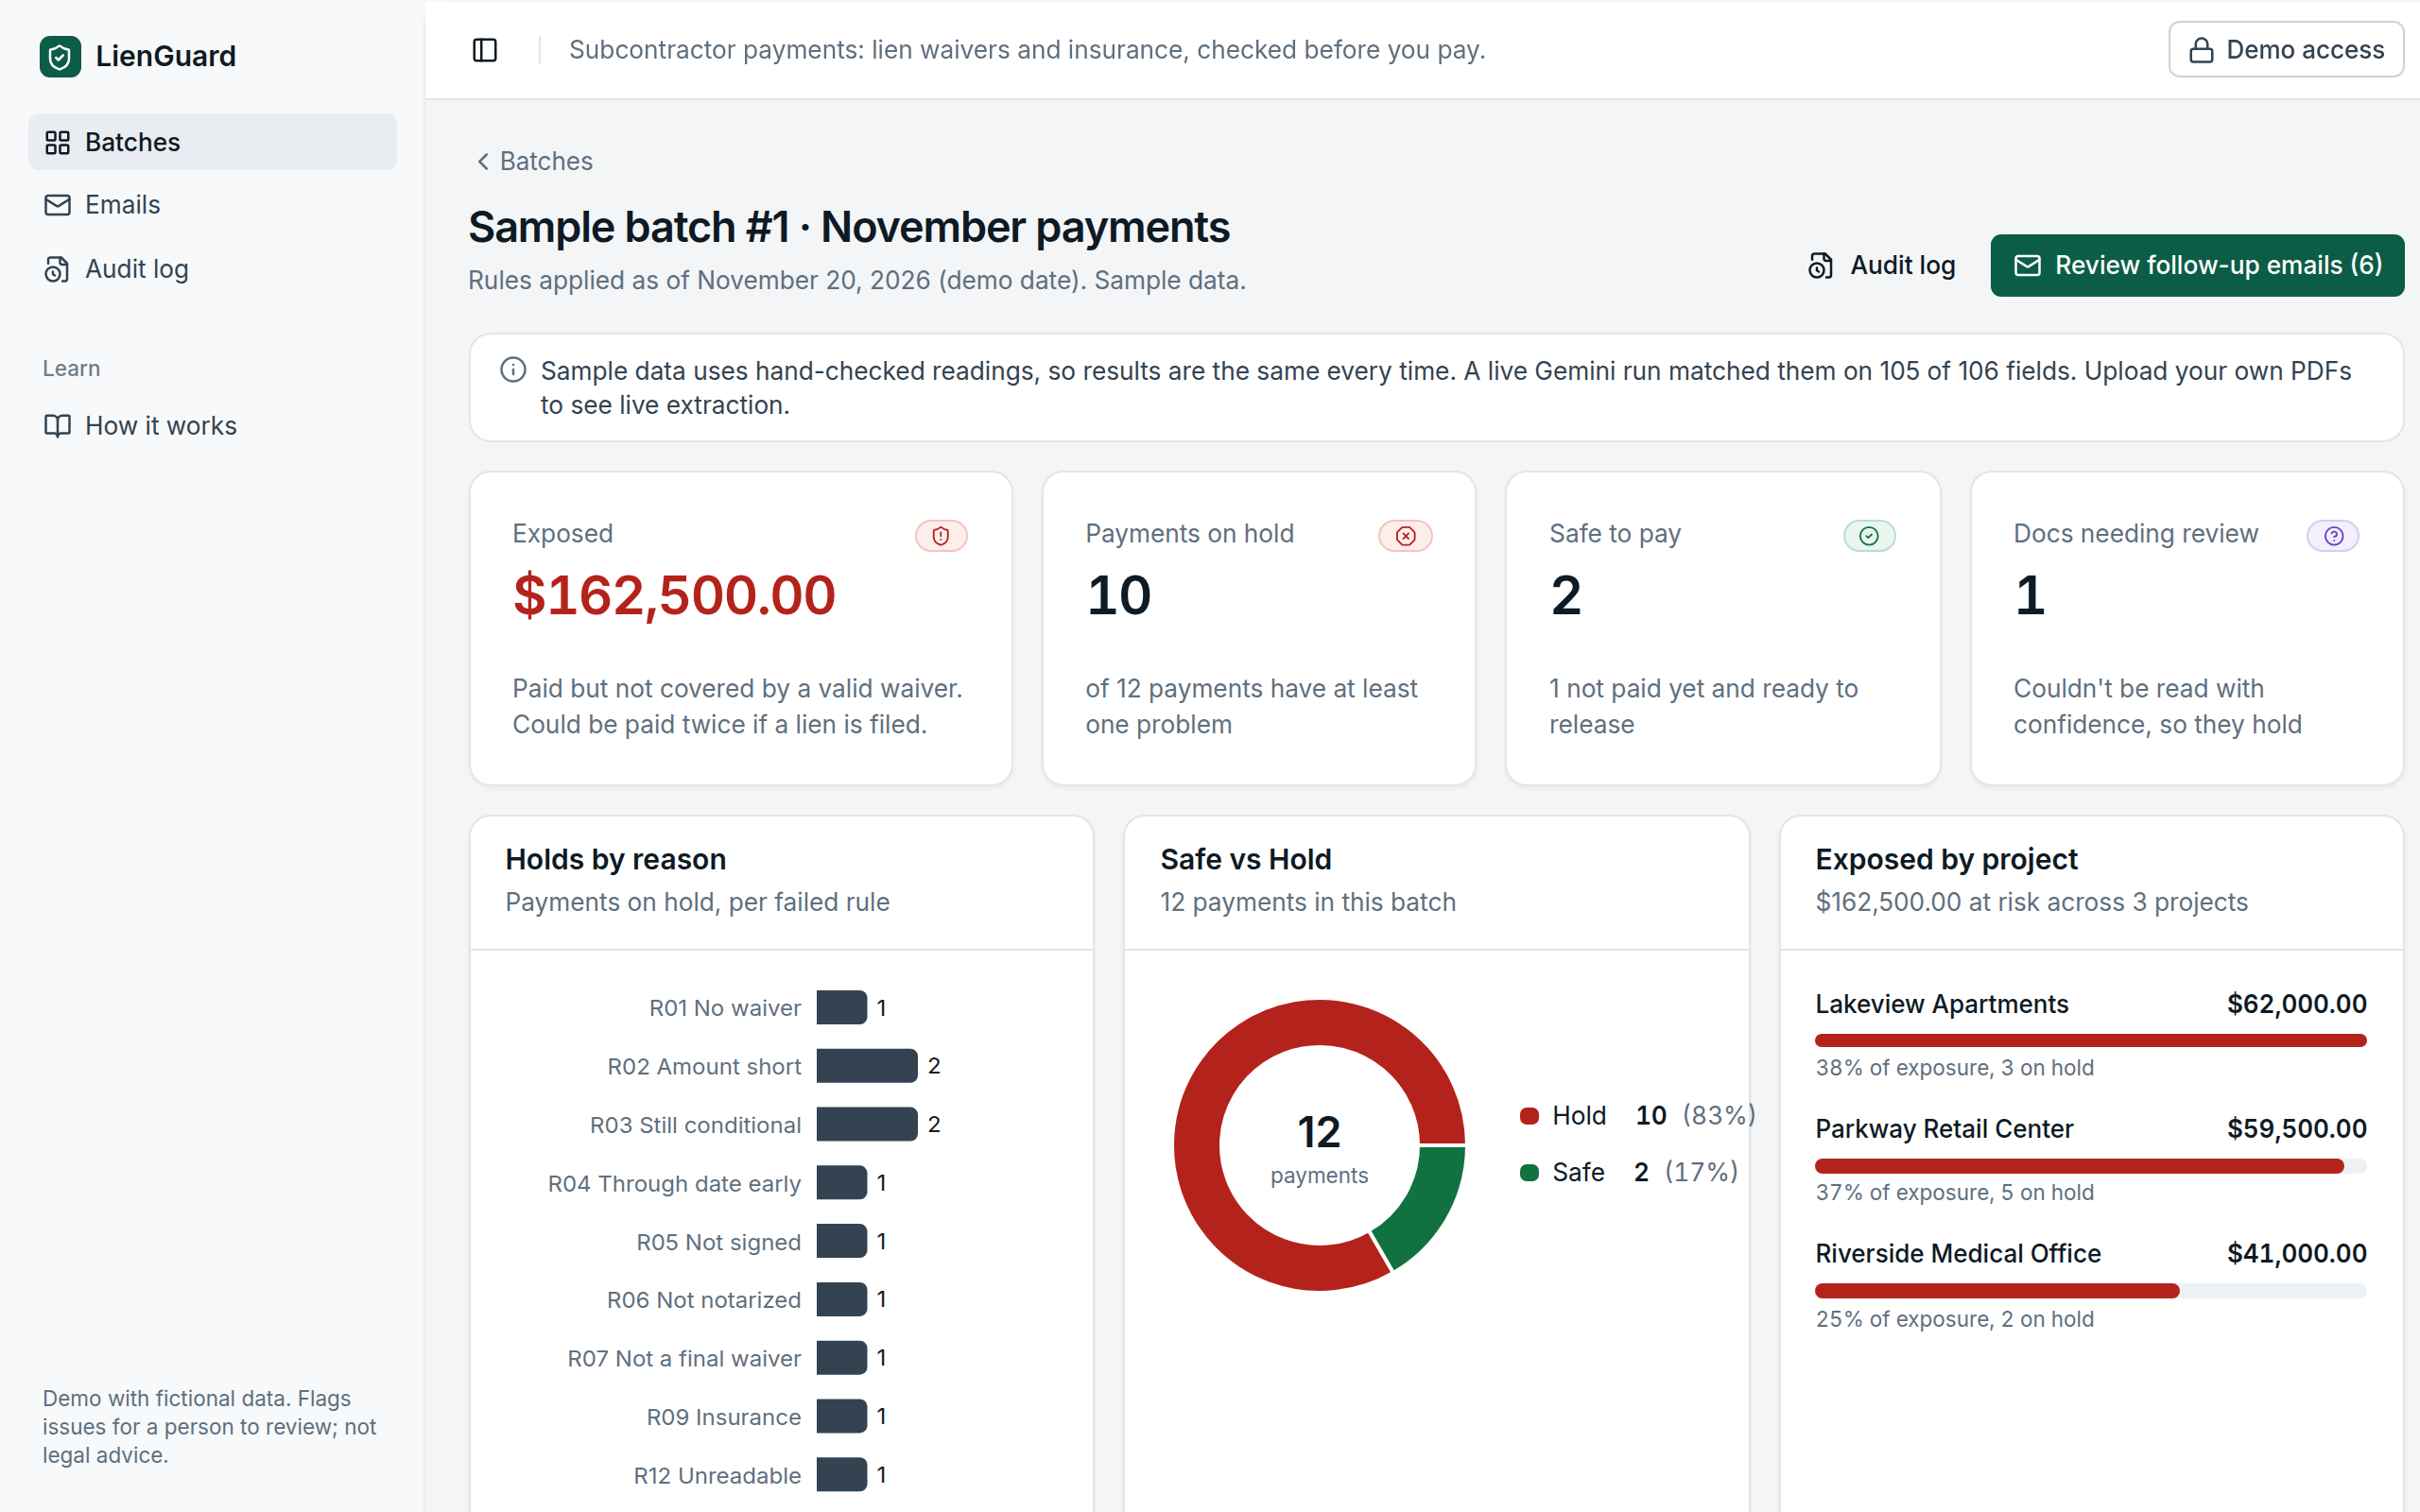 LienGuard
Batches
Emails
Audit log
Learn
How it works
Demo with fictional data. Flags
issues for a person to review; not
legal advice.
Subcontractor payments: lien waivers and insurance, checked before you pay.
Demo access
Batches
Sample batch #1 · November payments
Rules applied as of November 20, 2026 (demo date). Sample data.
Audit log
Review follow-up emails (6)
Sample data uses hand-checked readings, so results are the same every time. A live Gemini run matched them on 105 of 106 fields. Upload your own PDFs
to see live extraction.
Exposed
$162,500.00
Paid but not covered by a valid waiver.
Could be paid twice if a lien is filed.
Payments on hold
10
of 12 payments have at least
one problem
Safe to pay
2
1 not paid yet and ready to
release
Docs needing review
1
Couldn't be read with
confidence, so they hold
Holds by reason
Payments on hold, per failed rule
R01 No waiver 1
R02 Amount short 2
R03 Still conditional 2
R04 Through date early 1
R05 Not signed 1
R06 Not notarized 1
R07 Not a final waiver 1
R09 Insurance 1
R12 Unreadable 1
Safe vs Hold
12 payments in this batch
12
payments
Hold 10 (83%)
Safe 2 (17%)
Exposed by project
$162,500.00 at risk across 3 projects
Lakeview Apartments $62,000.00
38% of exposure, 3 on hold
Parkway Retail Center $59,500.00
37% of exposure, 5 on hold
Riverside Medical Office $41,000.00
25% of exposure, 2 on hold